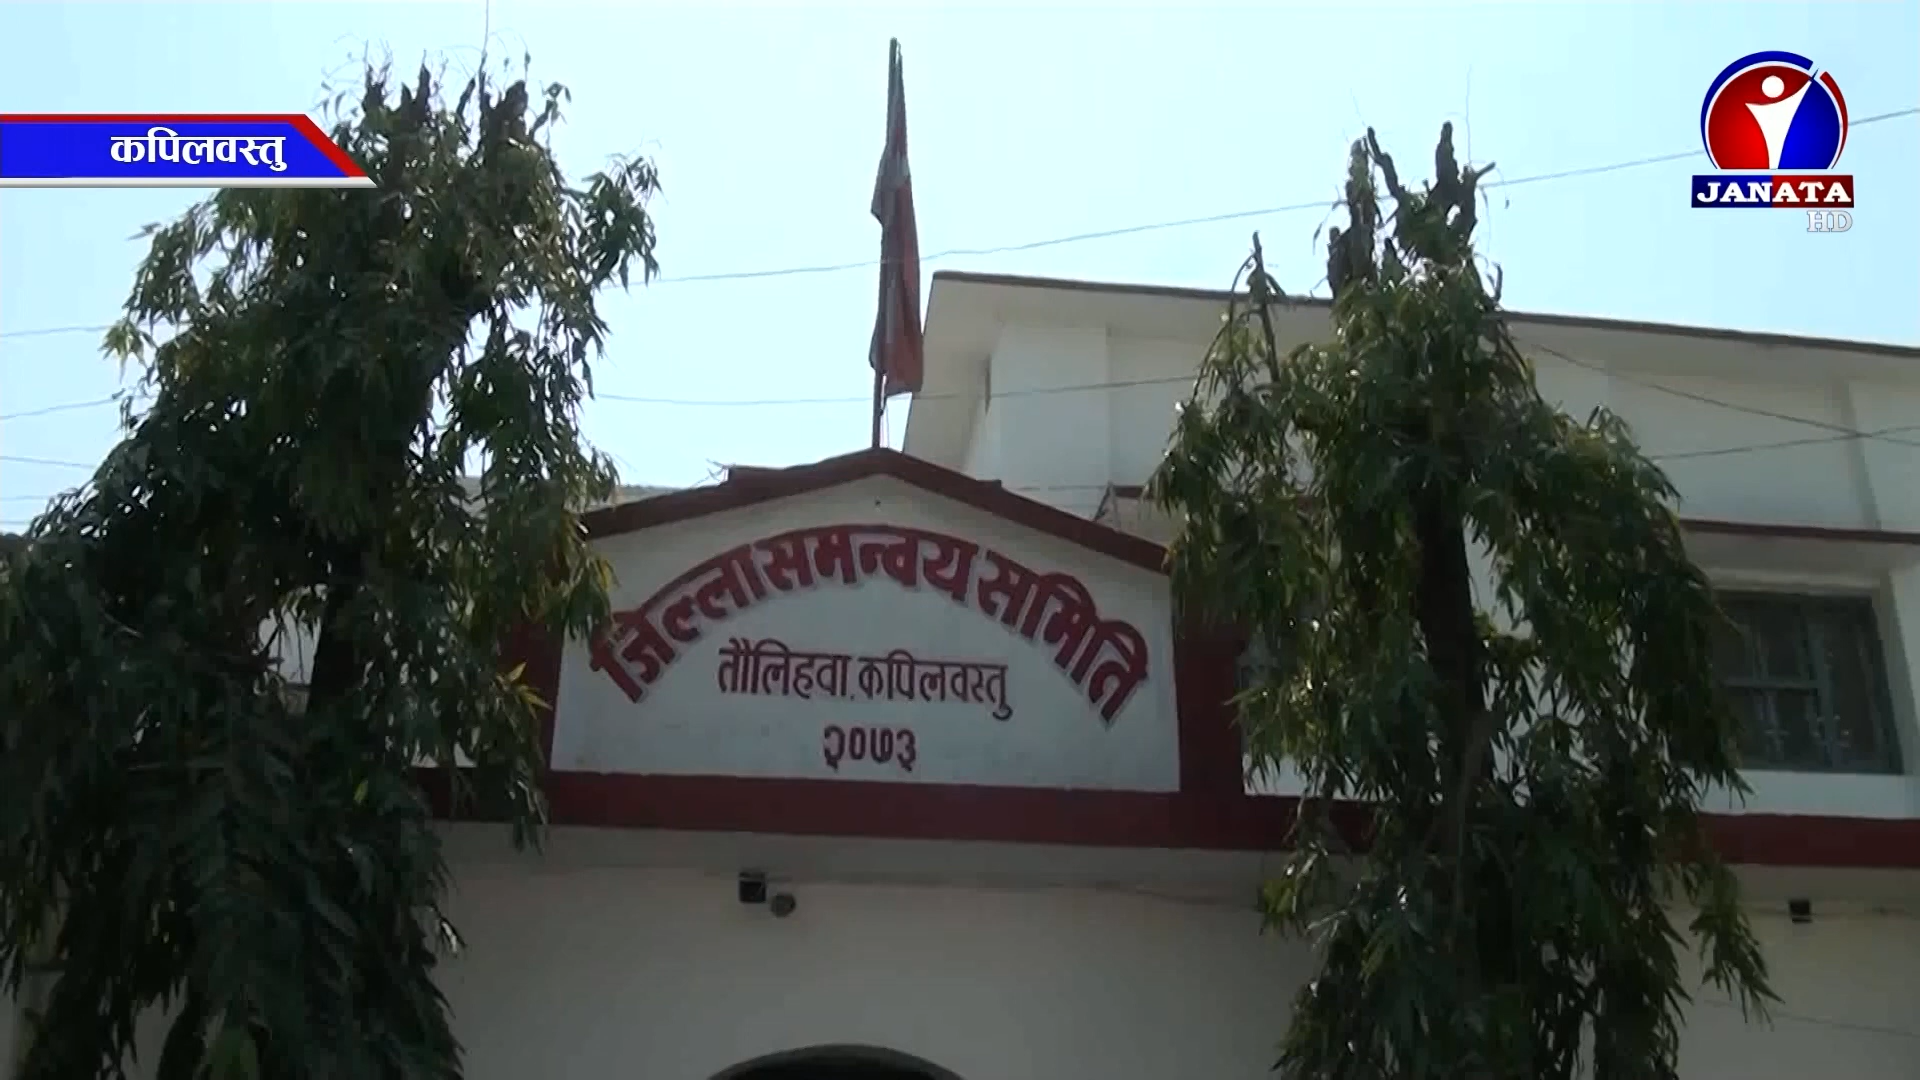 कपिलवस्तु
JANATA
HD
जिल्ला समन्वय समिति
तौलिहवा, कपिलवस्तु
२०७३